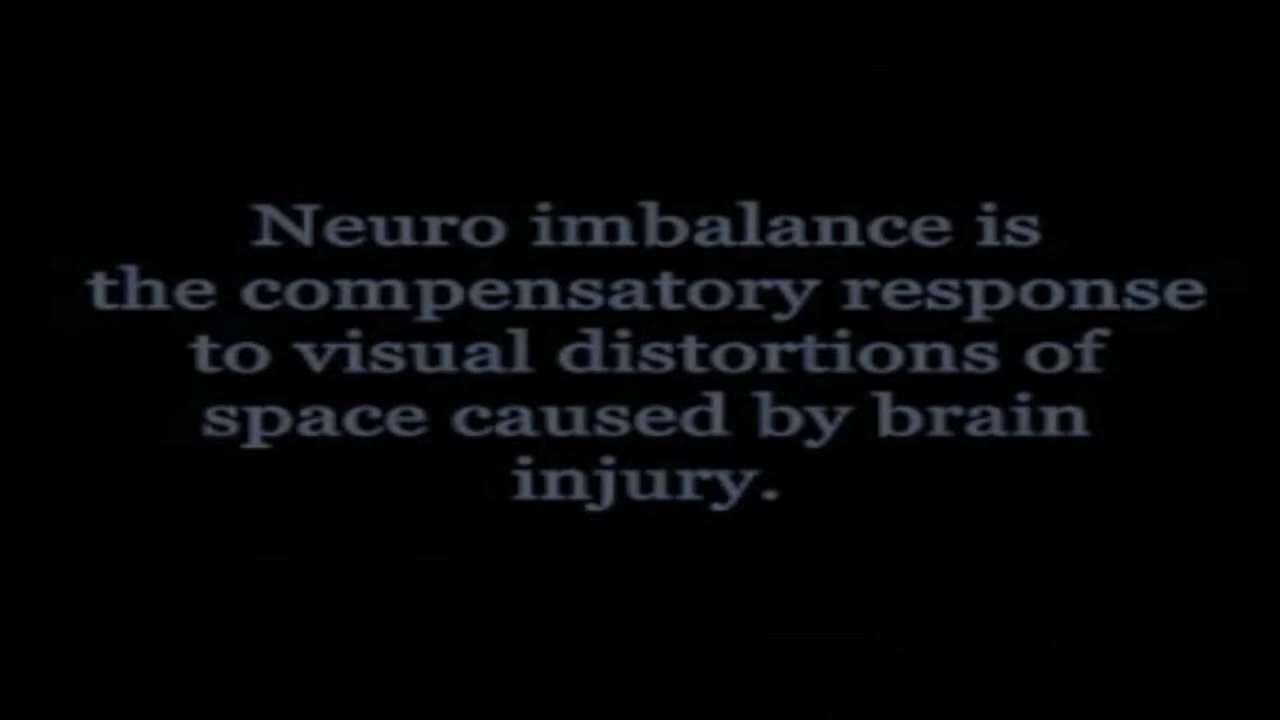 Neuro imbalance is
the compensatory response
to visual distortions of
space caused by brain
injury.